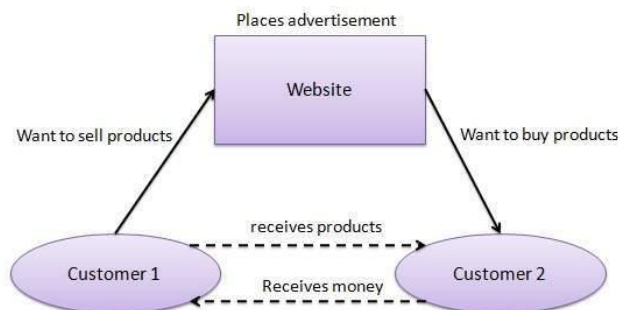 Places advertisement
Website
Want to sell products
Want to buy products
receives products
Customer 1
Customer 2
Receives money